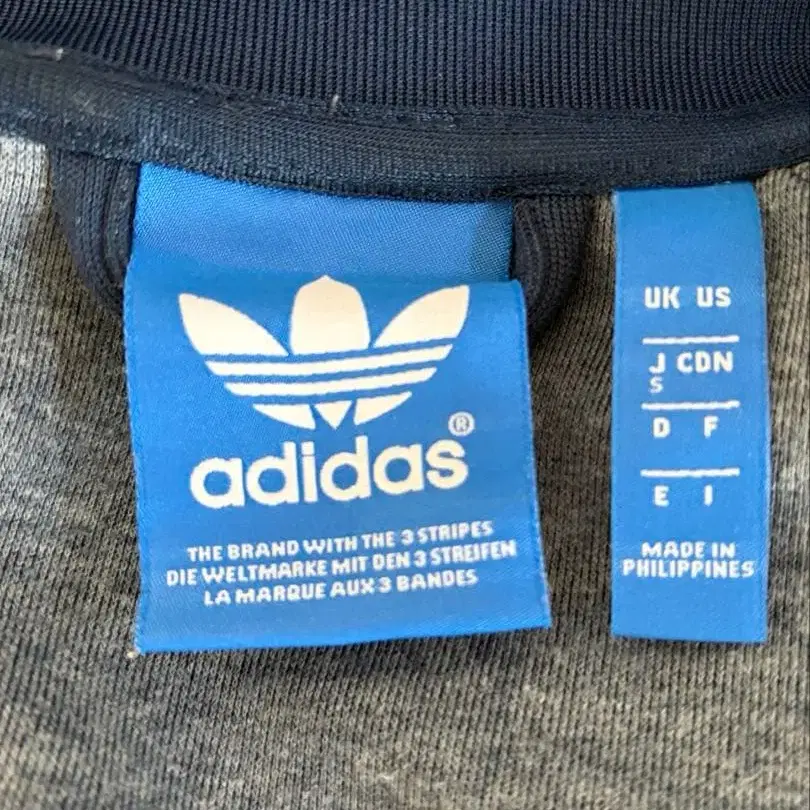 adidas®
THE BRAND WITH THE 3 STRIPES
DIE WELTMARKE MIT DEN 3 STREIFEN
LA MARQUE AUX 3 BANDES
UK US
J CDN
S
D F
E I
MADE IN
PHILIPPINES